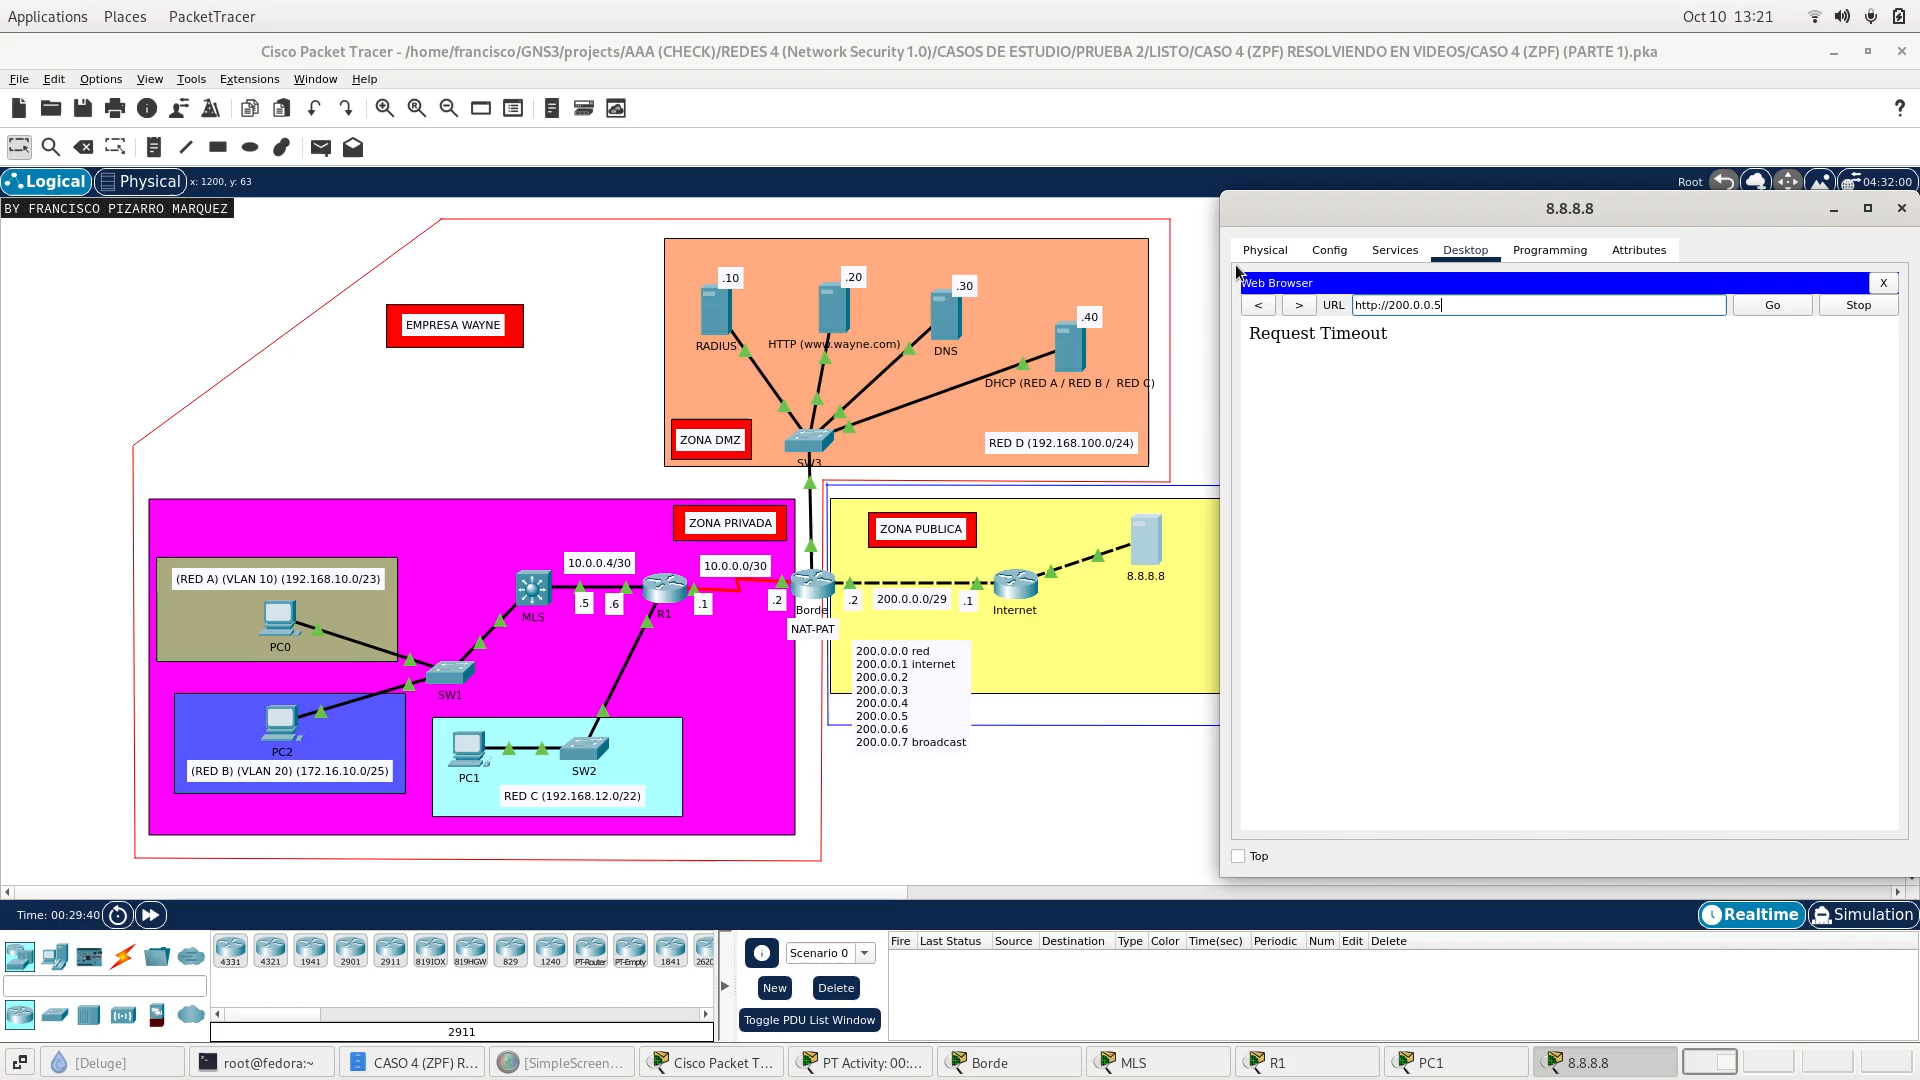 Applications Places PacketTracer Oct 10 13:21
Cisco Packet Tracer - /home/francisco/GNS3/projects/AAA (CHECK)/REDES 4 (Network Security 1.0)/CASOS DE ESTUDIO/PRUEBA 2/LISTO/CASO 4 (ZPF) RESOLVIENDO EN VIDEOS/CASO 4 (ZPF) (PARTE 1).pka
File Edit Options View Tools Extensions Window Help
Logical Physical x: 1200, y: 63 Root 04:32:00
BY FRANCISCO PIZARRO MARQUEZ
EMPRESA WAYNE
.10
.20
.30
.40
RADIUS
HTTP (www.wayne.com)
DNS
DHCP (RED A / RED B / RED C)
ZONA DMZ
SW3
RED D (192.168.100.0/24)
ZONA PRIVADA
ZONA PUBLICA
(RED A) (VLAN 10) (192.168.10.0/23)
PC0
MLS
10.0.0.4/30
.5
.6
R1
10.0.0.0/30
.1
.2
Borde
NAT-PAT
.2
200.0.0.0/29
.1
Internet
8.8.8.8
SW1
PC2
(RED B) (VLAN 20) (172.16.10.0/25)
PC1
SW2
RED C (192.168.12.0/22)
200.0.0.0 red
200.0.0.1 internet
200.0.0.2
200.0.0.3
200.0.0.4
200.0.0.5
200.0.0.6
200.0.0.7 broadcast
8.8.8.8
Physical Config Services Desktop Programming Attributes
Web Browser X
< > URL http://200.0.0.5 Go Stop
Request Timeout
Top
Time: 00:29:40 Realtime Simulation
4331 4321 1941 2901 2911 819IOX 819HGW 829 1240 PT-Router PT-Empty 1841 2620
2911
Scenario 0
New Delete
Toggle PDU List Window
Fire Last Status Source Destination Type Color Time(sec) Periodic Num Edit Delete
[Deluge] root@fedora:~ CASO 4 (ZPF) R... [SimpleScreen... Cisco Packet T... PT Activity: 00:... Borde MLS R1 PC1 8.8.8.8